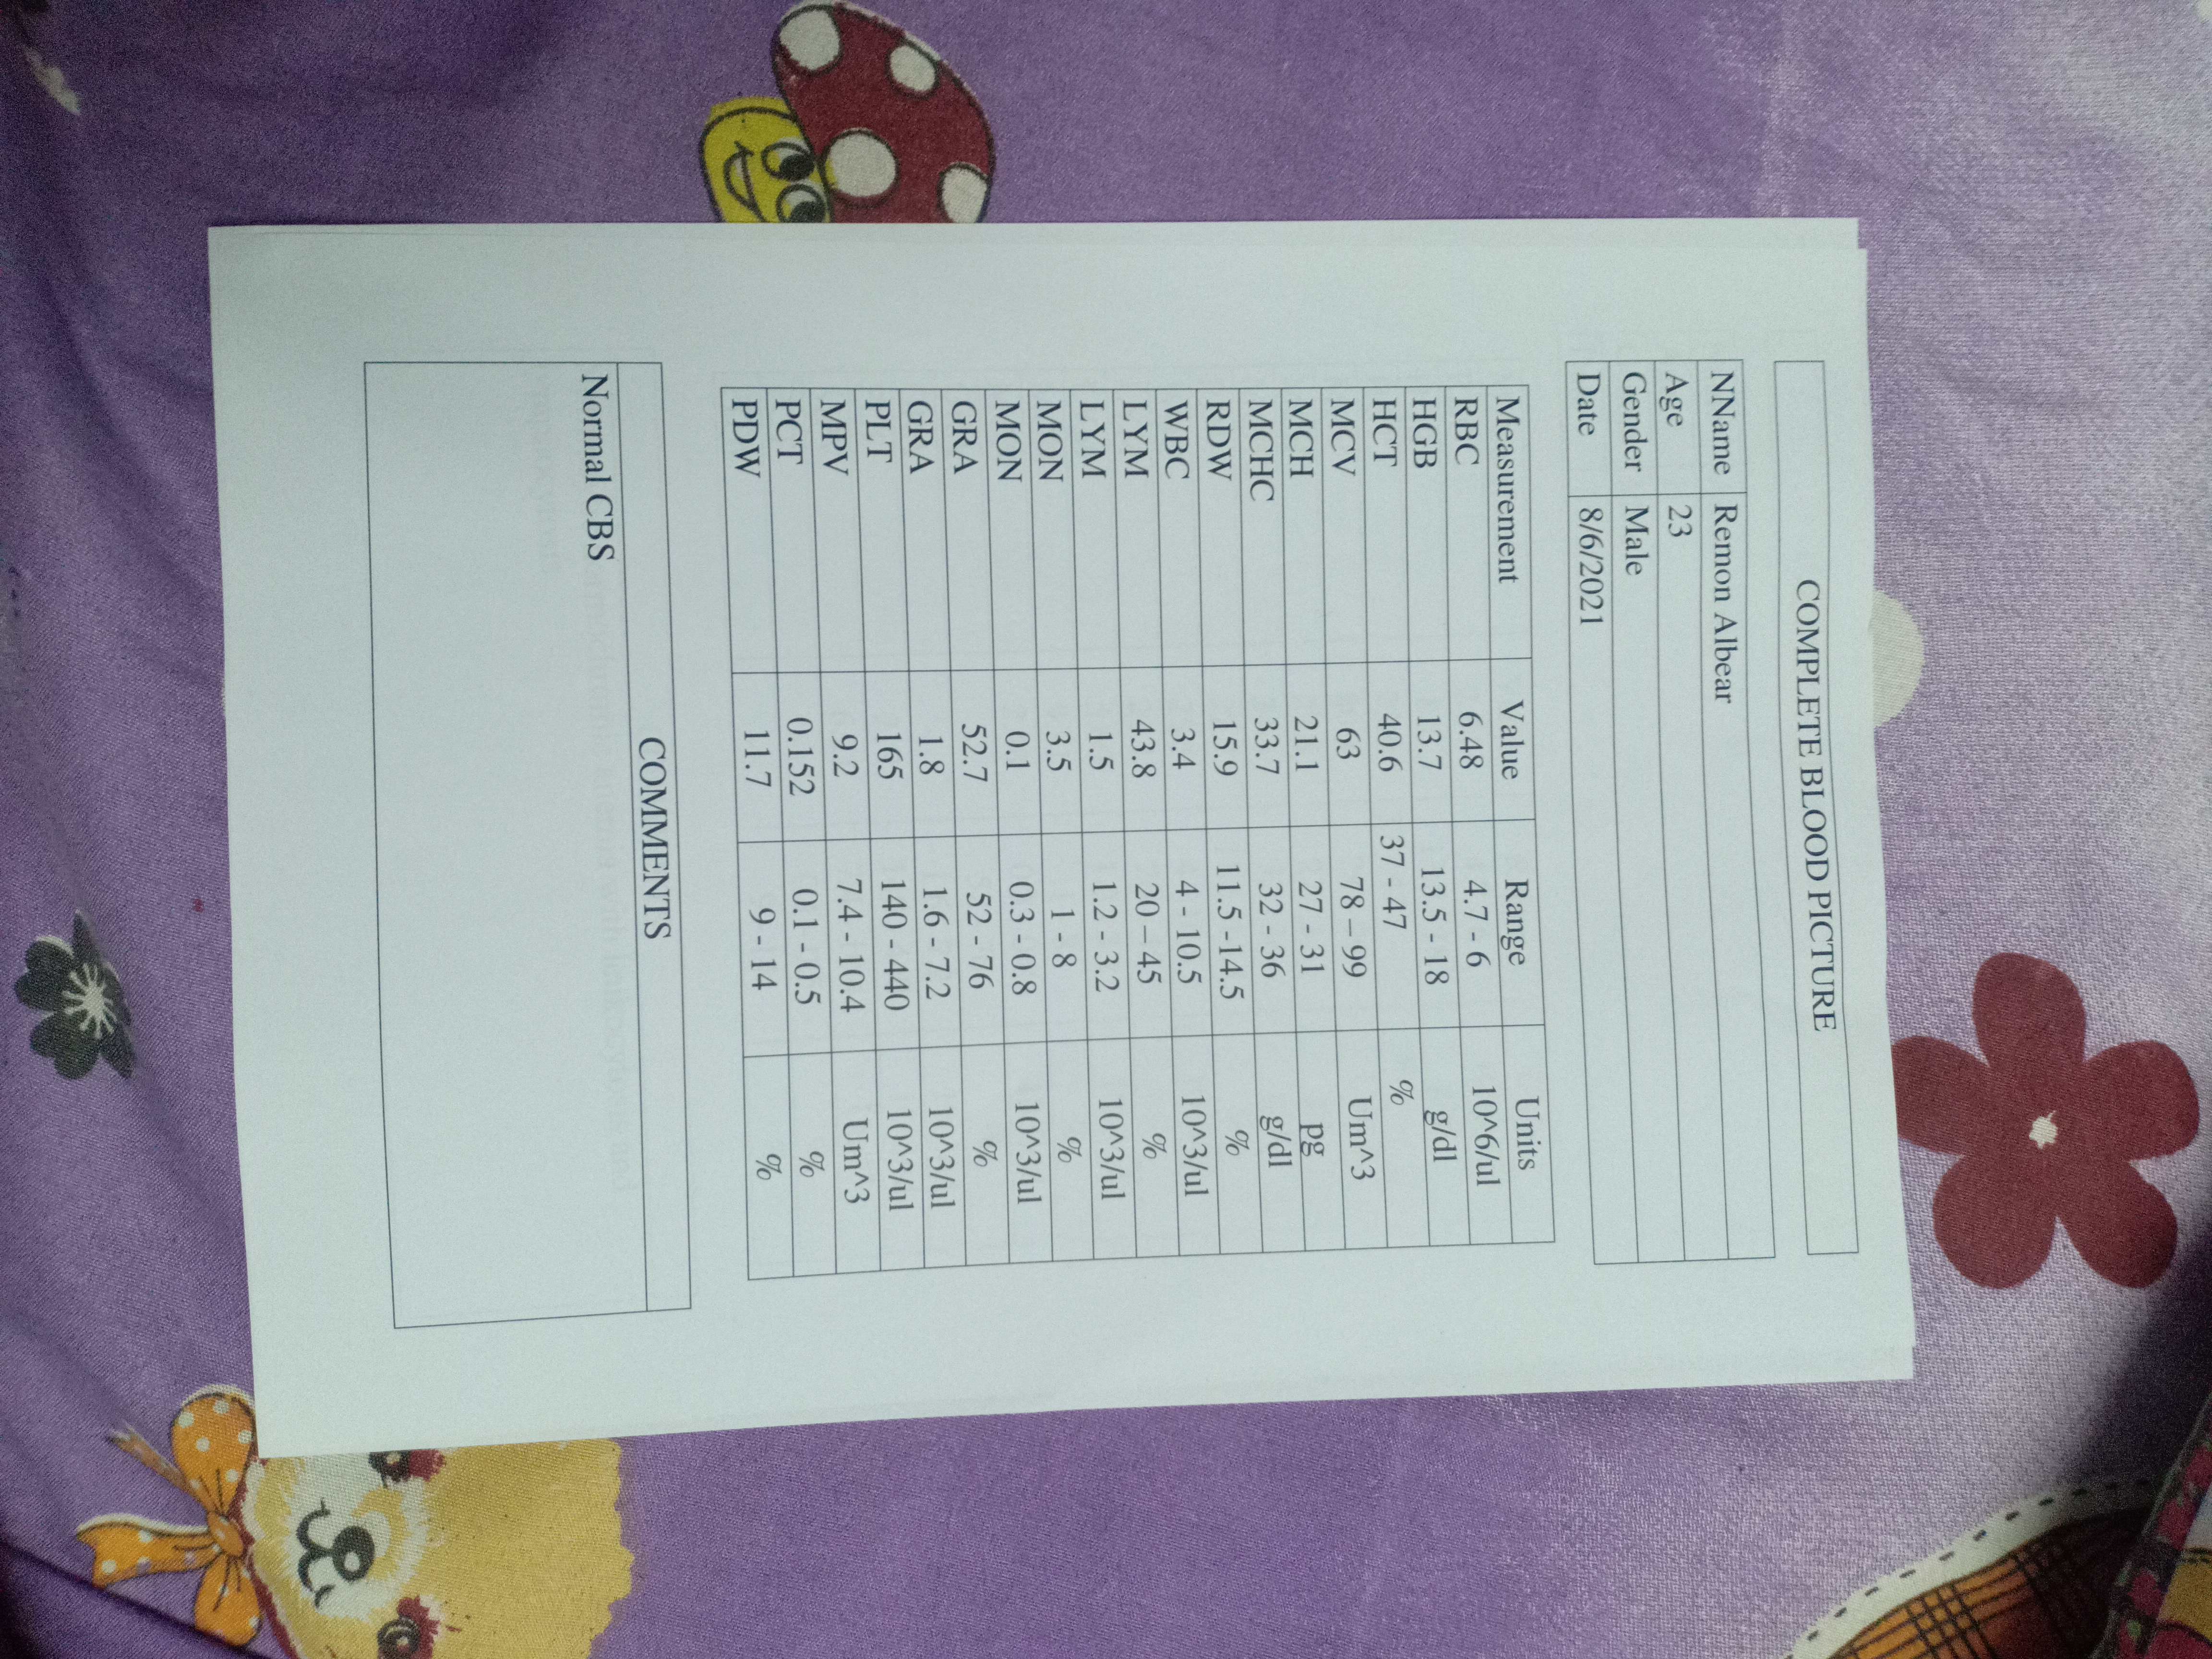 COMPLETE BLOOD PICTURE
NName Remon Albear
Age 23
Gender Male
Date 8/6/2021
Measurement Value Range Units
RBC 6.48 4.7 - 6 10^6/ul
HGB 13.7 13.5 - 18 g/dl
HCT 40.6 37 - 47 %
MCV 63 78 – 99 Um^3
MCH 21.1 27 - 31 pg
MCHC 33.7 32 - 36 g/dl
RDW 15.9 11.5 -14.5 %
WBC 3.4 4 - 10.5 10^3/ul
LYM 43.8 20 – 45 %
LYM 1.5 1.2 - 3.2 10^3/ul
MON 3.5 1 - 8 %
MON 0.1 0.3 - 0.8 10^3/ul
GRA 52.7 52 - 76 %
GRA 1.8 1.6 - 7.2 10^3/ul
PLT 165 140 - 440 10^3/ul
MPV 9.2 7.4 - 10.4 Um^3
PCT 0.152 0.1 - 0.5 %
PDW 11.7 9 - 14 %
COMMENTS
Normal CBS